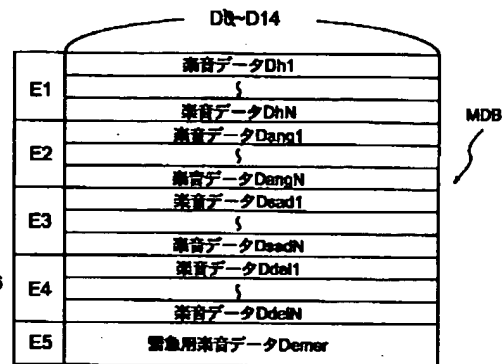 D0~D14
E1
楽音データDh1
楽音データDhN
MDB
E2
楽音データDang1
楽音データDangN
E3
楽音データDsad1
楽音データDsadN
E4
楽音データDdel1
楽音データDdelN
E5
緊急用楽音データDemer